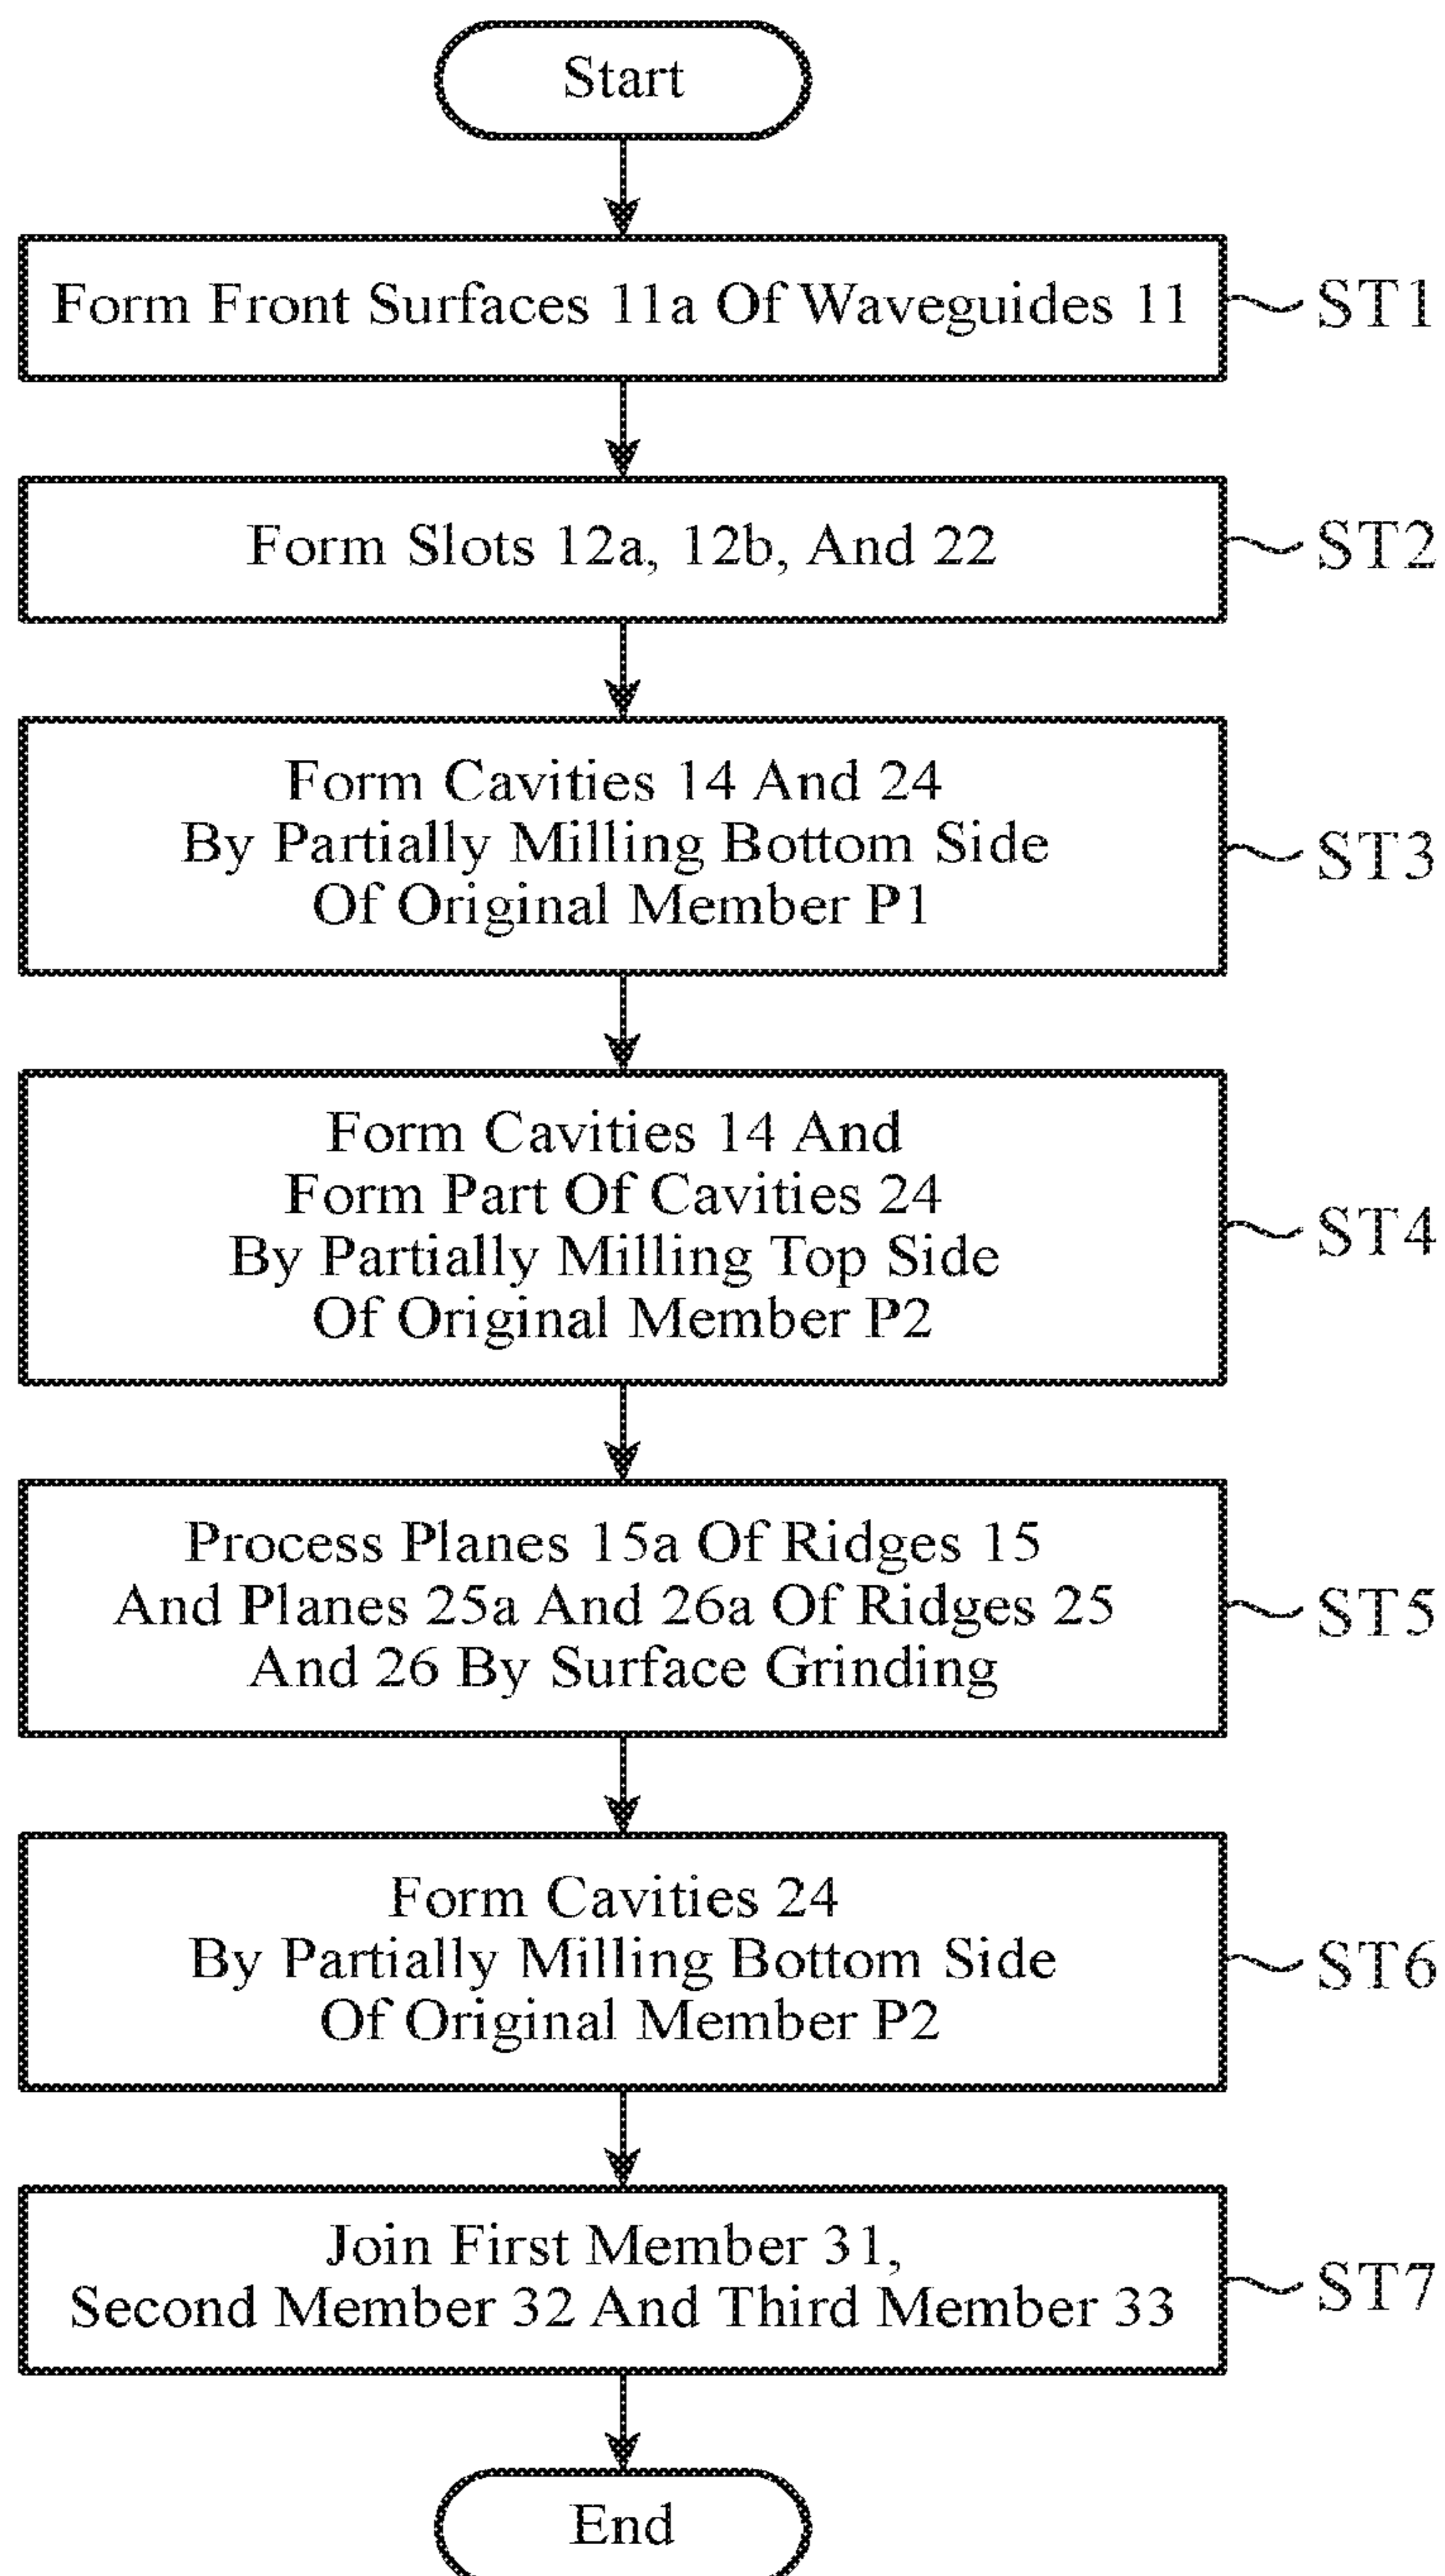 Start
Form Front Surfaces 11a Of Waveguides 11
ST1
Form Slots 12a, 12b, And 22
ST2
Form Cavities 14 And 24
By Partially Milling Bottom Side
Of Original Member P1
ST3
Form Cavities 14 And
Form Part Of Cavities 24
By Partially Milling Top Side
Of Original Member P2
ST4
Process Planes 15a Of Ridges 15
And Planes 25a And 26a Of Ridges 25
And 26 By Surface Grinding
ST5
Form Cavities 24
By Partially Milling Bottom Side
Of Original Member P2
ST6
Join First Member 31,
Second Member 32 And Third Member 33
ST7
End